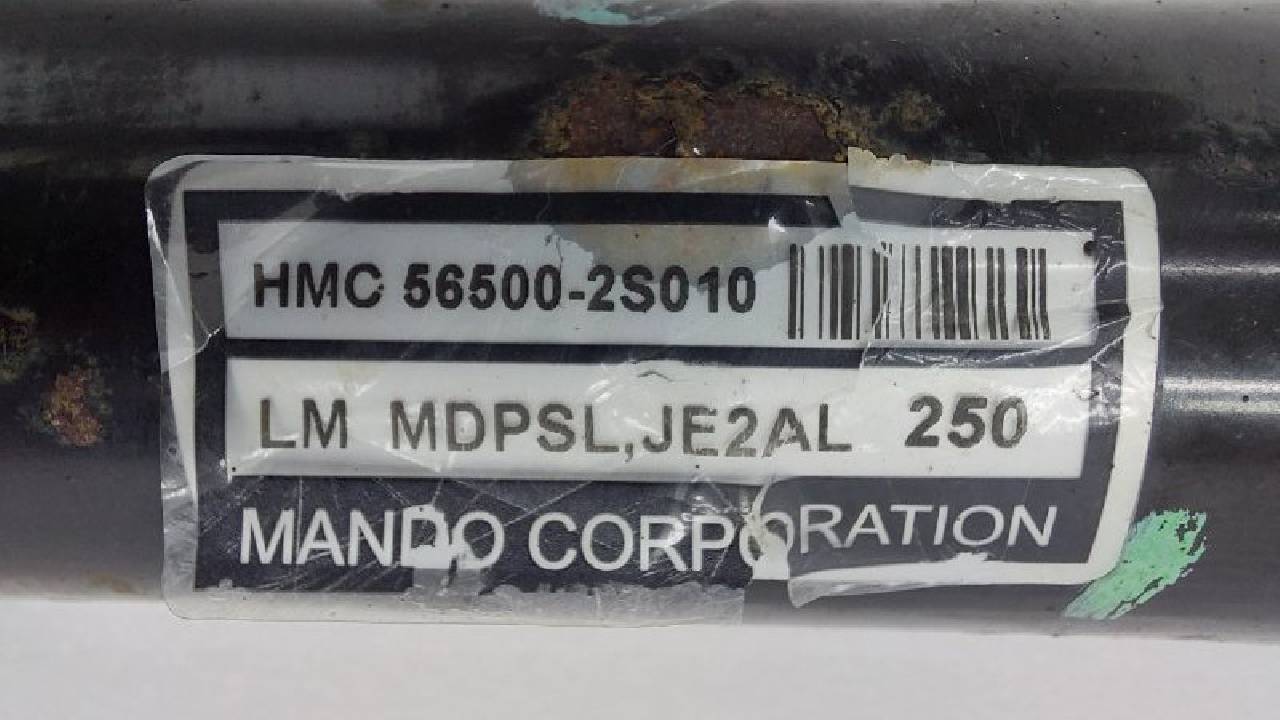 HMC 56500-2S010
LM MDPSL,JE2AL 250
MANDO CORPORATION